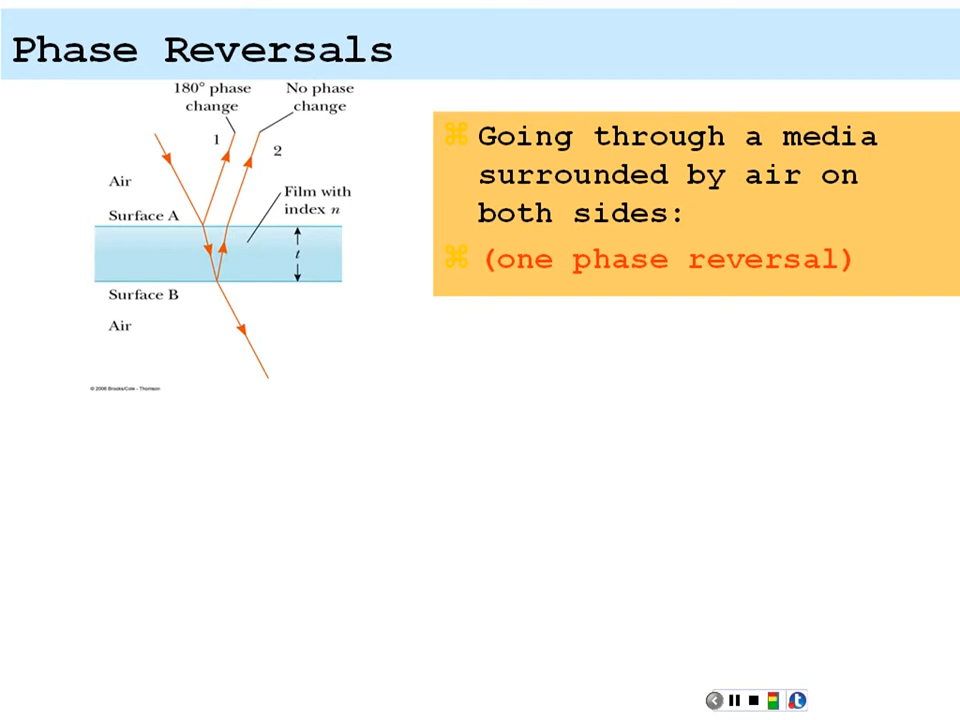 Phase Reversals
180° phase
change
No phase
change
1
2
Air
Film with
index n
Surface A
t
Surface B
Air
© 2006 Brooks/Cole - Thomson
Going through a media
surrounded by air on
both sides:
(one phase reversal)
t